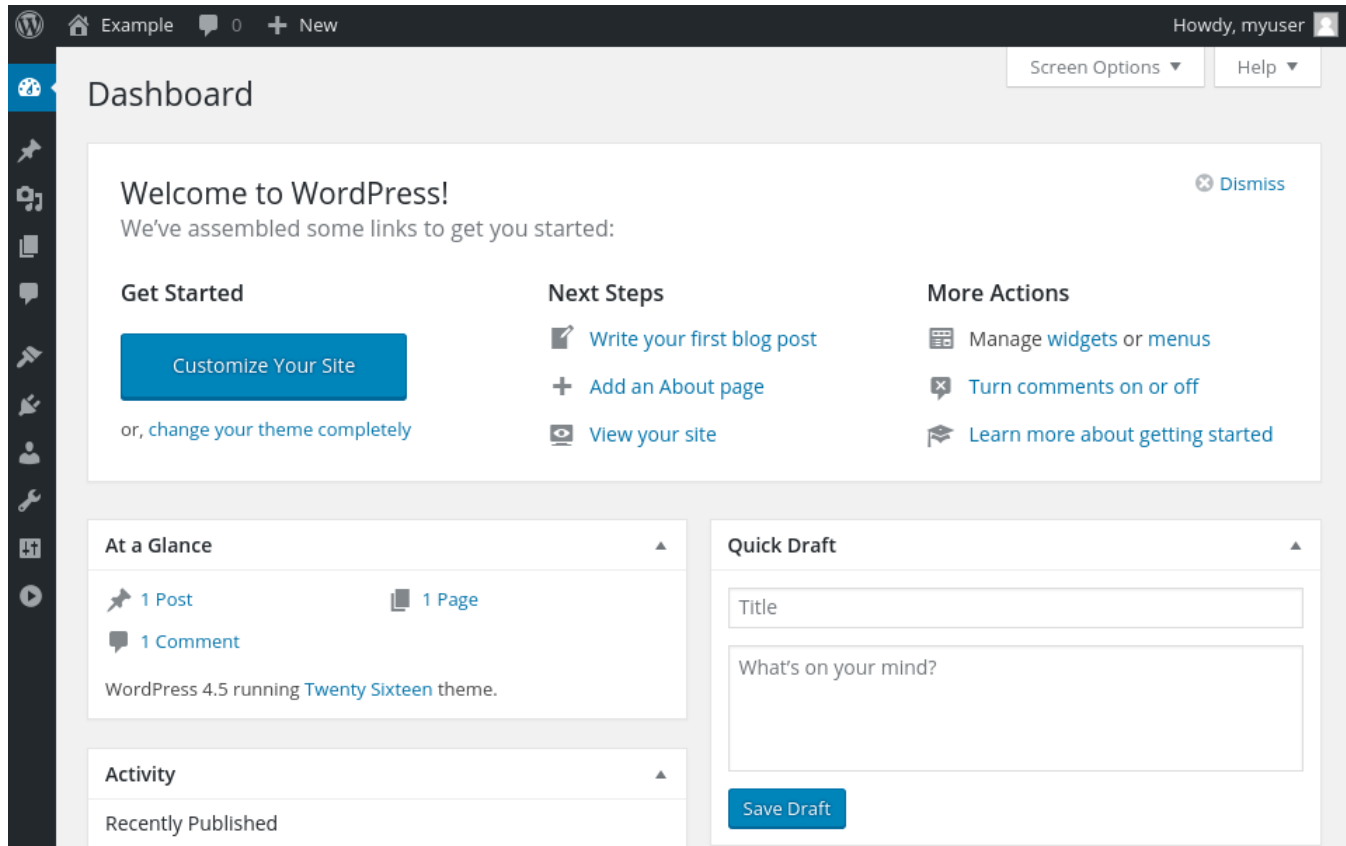 Example 0 New Howdy, myuser
Screen Options Help
Dashboard
Welcome to WordPress!
Dismiss
We've assembled some links to get you started:
Get Started
Customize Your Site
or, change your theme completely
Next Steps
Write your first blog post
Add an About page
View your site
More Actions
Manage widgets or menus
Turn comments on or off
Learn more about getting started
At a Glance
1 Post 1 Page
1 Comment
WordPress 4.5 running Twenty Sixteen theme.
Activity
Recently Published
Quick Draft
Title
What's on your mind?
Save Draft